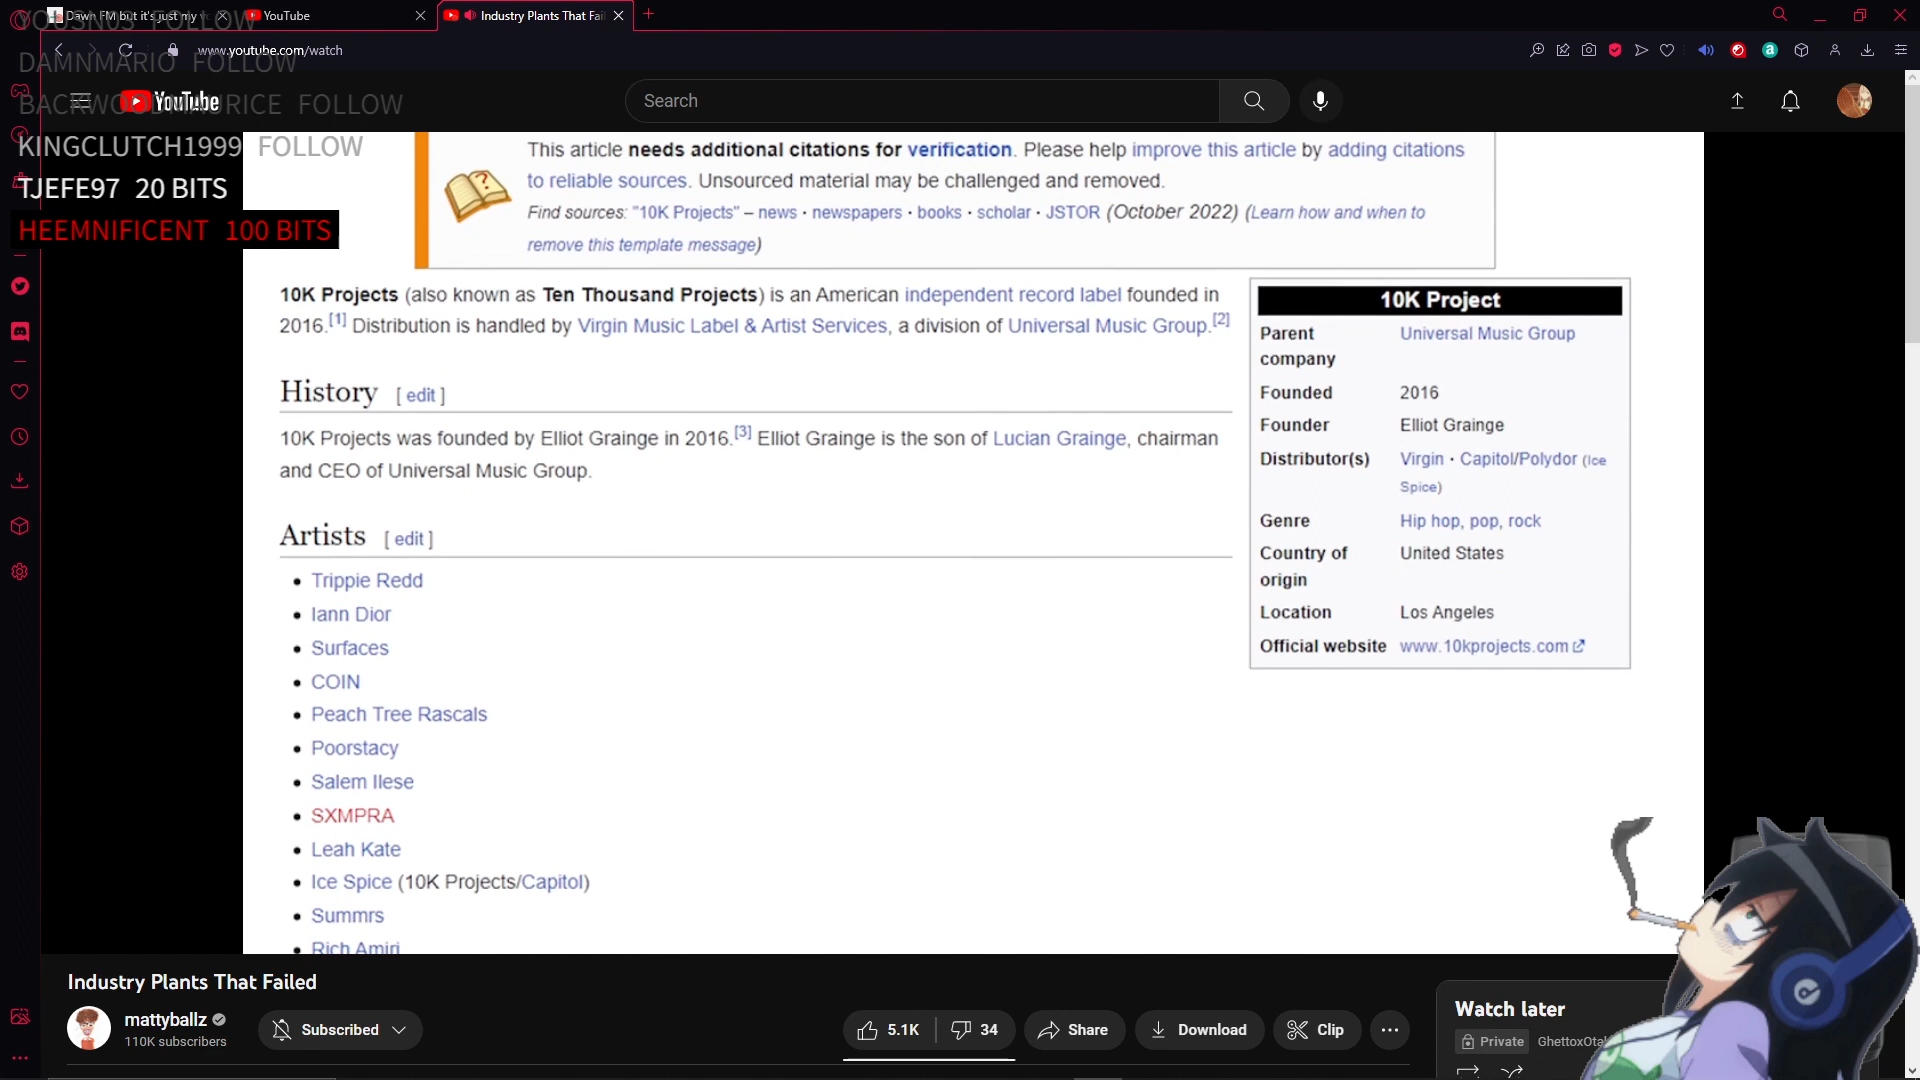 Dawn FM but it's just my
YouTube
Industry Plants That Fai
www.youtube.com/watch
YOUSN0S FOLLOW
DAMNMARIO FOLLOW
BACKWOODMAURICE FOLLOW
KINGCLUTCH1999 FOLLOW
TJEFE97 20 BITS
HEEMNIFICENT 100 BITS
YouTube
Search
This article needs additional citations for verification. Please help improve this article by adding citations
to reliable sources. Unsourced material may be challenged and removed.
Find sources: "10K Projects" – news · newspapers · books · scholar · JSTOR (October 2022) (Learn how and when to
remove this template message)
10K Projects (also known as Ten Thousand Projects) is an American independent record label founded in
2016.[1] Distribution is handled by Virgin Music Label & Artist Services, a division of Universal Music Group.[2]
History [ edit ]
10K Projects was founded by Elliot Grainge in 2016.[3] Elliot Grainge is the son of Lucian Grainge, chairman
and CEO of Universal Music Group.
Artists [ edit ]
Trippie Redd
Iann Dior
Surfaces
COIN
Peach Tree Rascals
Poorstacy
Salem Ilese
SXMPRA
Leah Kate
Ice Spice (10K Projects/Capitol)
Summrs
Rich Amiri
10K Project
Parent
company
Universal Music Group
Founded 2016
Founder Elliot Grainge
Distributor(s) Virgin · Capitol/Polydor (Ice
Spice)
Genre Hip hop, pop, rock
Country of
origin
United States
Location Los Angeles
Official website www.10kprojects.com
Industry Plants That Failed
mattyballz
110K subscribers
Subscribed
5.1K
34
Share
Download
Clip
Watch later
Private
GhettoxOta